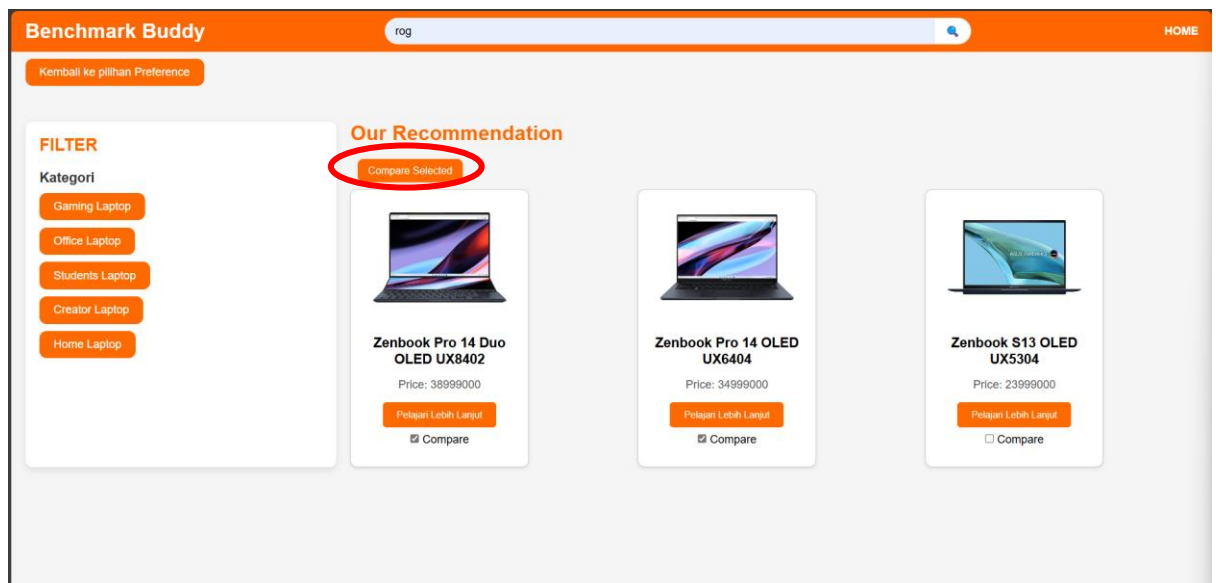 Benchmark Buddy
rog
HOME
Kembali ke pilihan Preference
FILTER
Kategori
Gaming Laptop
Office Laptop
Students Laptop
Creator Laptop
Home Laptop
Our Recommendation
Compare Selected
Zenbook Pro 14 Duo
OLED UX8402
Price: 38999000
Pelajari Lebih Lanjut
Compare
Zenbook Pro 14 OLED
UX6404
Price: 34999000
Pelajari Lebih Lanjut
Compare
Zenbook S13 OLED
UX5304
Price: 23999000
Pelajari Lebih Lanjut
Compare